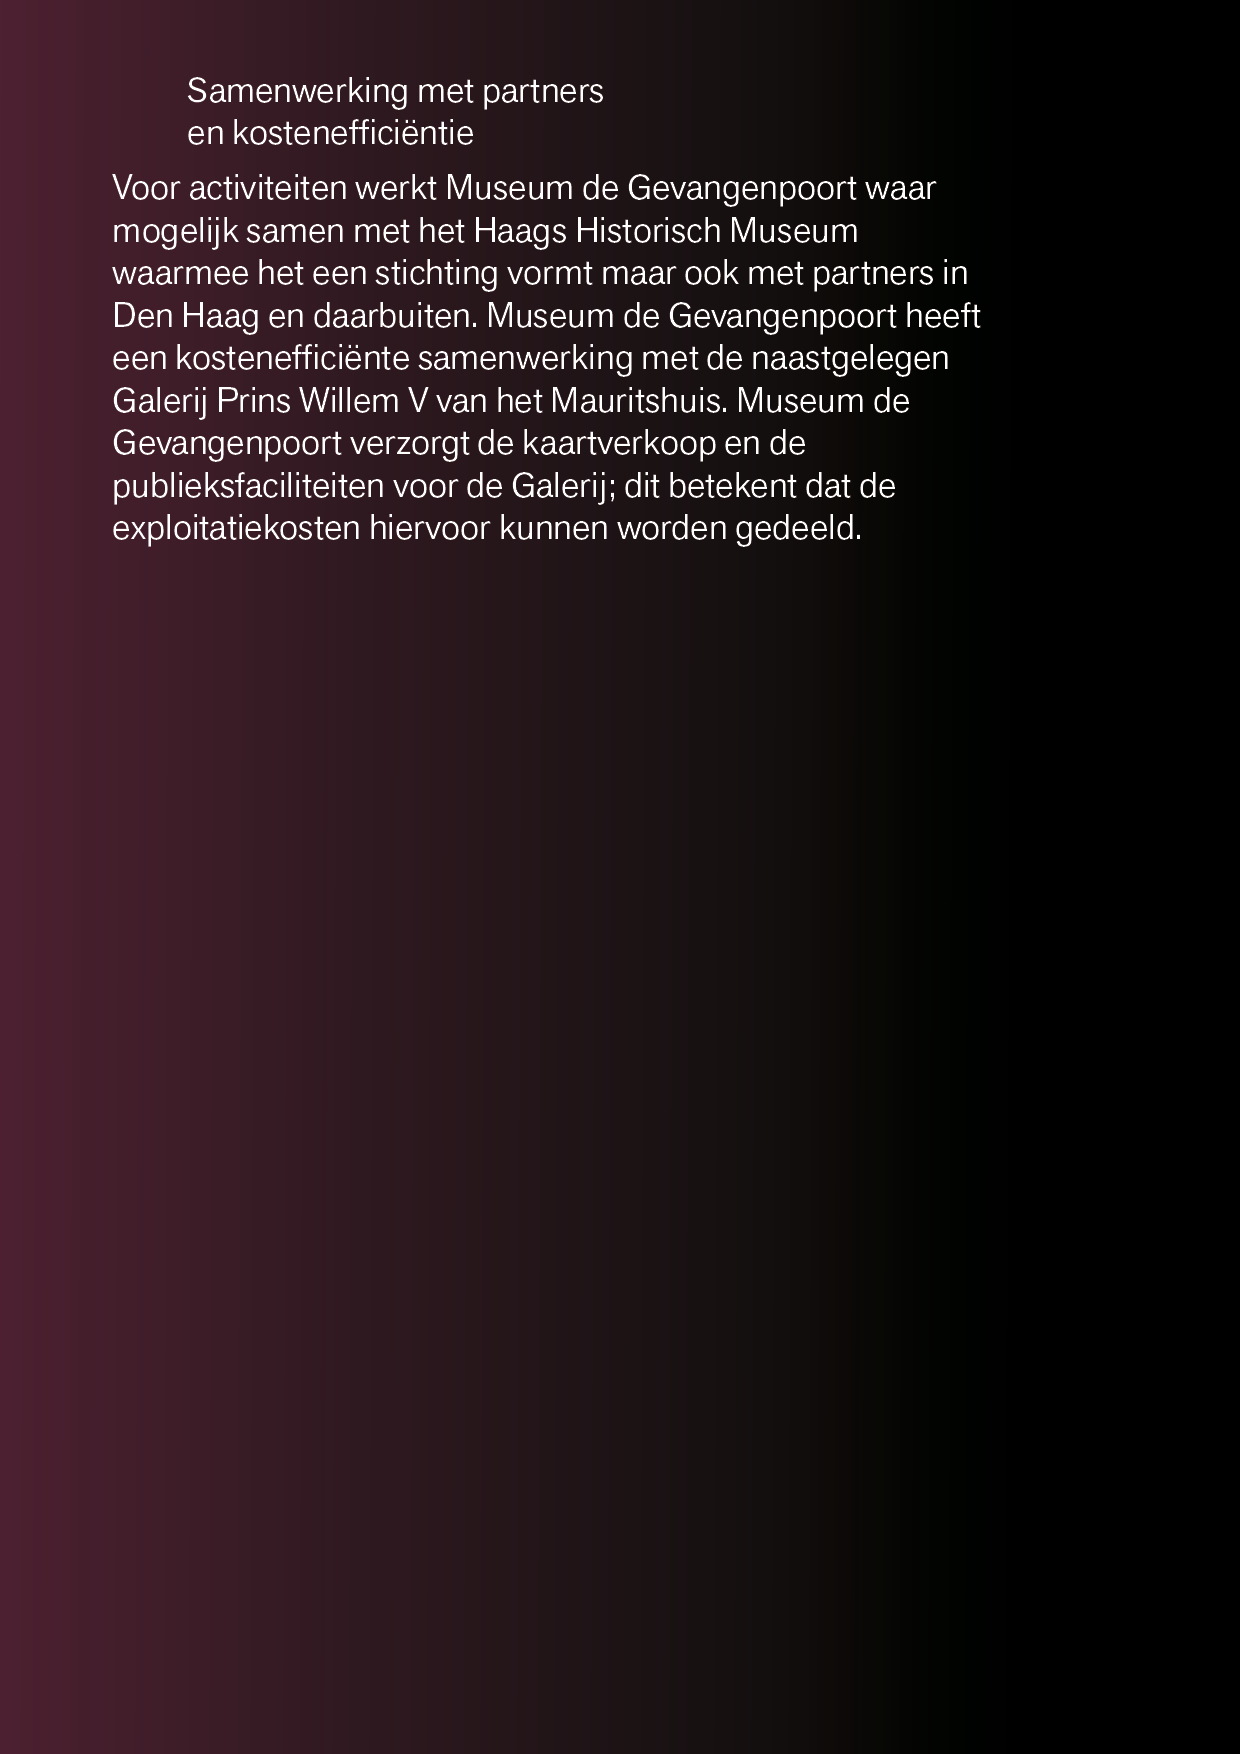 Samenwerking met partners
en kostenefficiëntie
Voor activiteiten werkt Museum de Gevangenpoort waar
mogelijk samen met het Haags Historisch Museum
waarmee het een stichting vormt maar ook met partners in
Den Haag en daarbuiten. Museum de Gevangenpoort heeft
een kostenefficiënte samenwerking met de naastgelegen
Galerij Prins Willem V van het Mauritshuis. Museum de
Gevangenpoort verzorgt de kaartverkoop en de
publieksfaciliteiten voor de Galerij; dit betekent dat de
exploitatiekosten hiervoor kunnen worden gedeeld.